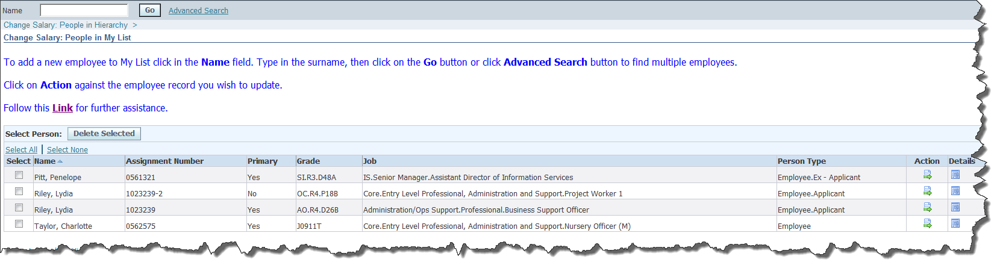 Name Go Advanced Search
Change Salary: People in Hierarchy >
Change Salary: People in My List
To add a new employee to My List click in the Name field. Type in the surname, then click on the Go button or click Advanced Search button to find multiple employees.
Click on Action against the employee record you wish to update.
Follow this Link for further assistance.
Select Person: Delete Selected
Select All | Select None
Select Name Assignment Number Primary Grade Job Person Type Action Details
Pitt, Penelope 0561321 Yes SI.R3.D48A IS.Senior Manager.Assistant Director of Information Services Employee.Ex - Applicant
Riley, Lydia 1023239-2 No OC.R4.P18B Core.Entry Level Professional, Administration and Support.Project Worker 1 Employee.Applicant
Riley, Lydia 1023239 Yes AO.R4.D26B Administration/Ops Support.Professional.Business Support Officer Employee.Applicant
Taylor, Charlotte 0562575 Yes J0911T Core.Entry Level Professional, Administration and Support.Nursery Officer (M) Employee